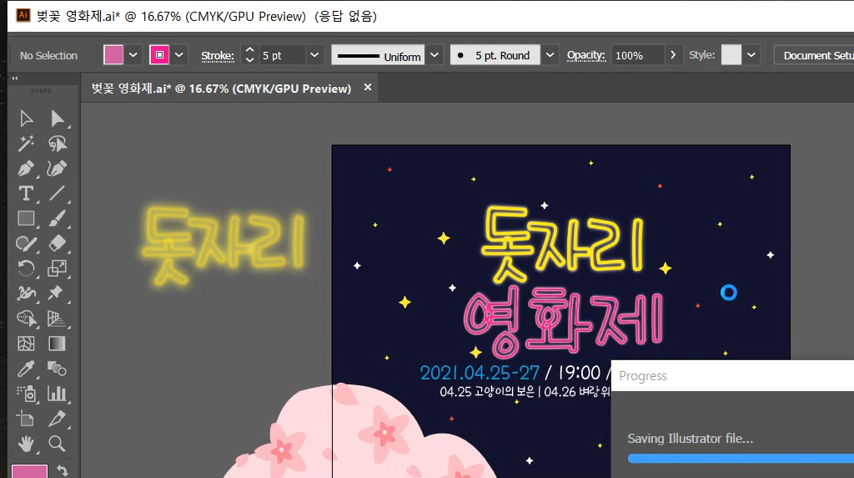 Ai 벚꽃 영화제.ai* @ 16.67% (CMYK/GPU Preview) (응답 없음)
No Selection Stroke: 5 pt Uniform 5 pt. Round Opacity: 100% Style: Document Setu
벚꽃 영화제.ai* @ 16.67% (CMYK/GPU Preview) ×
돗자리 돗자리
영화제
2021.04.25-27 / 19:00 /
04.25 고양이의 보은 | 04.26 벼랑 위
Progress
Saving Illustrator file...